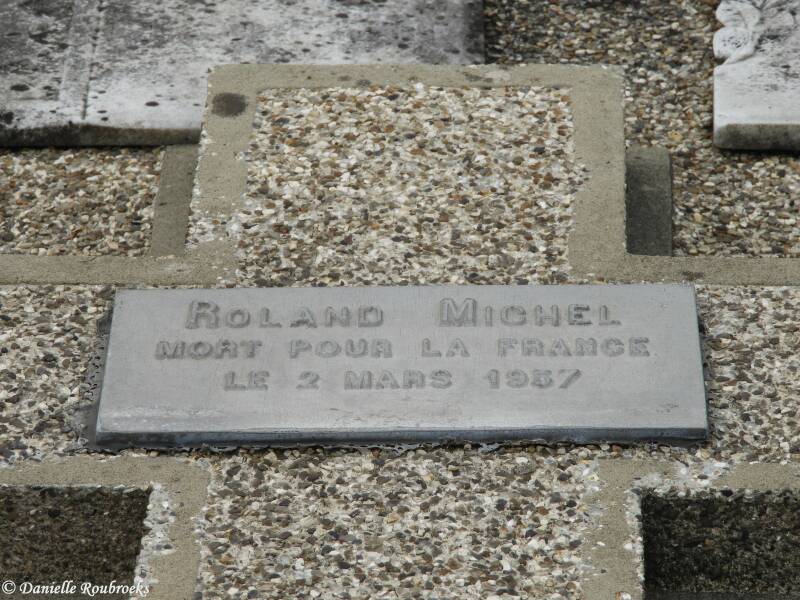 ROLAND MICHEL
MORT POUR LA FRANCE
LE 2 MARS 1957
© Danielle Roubroeks